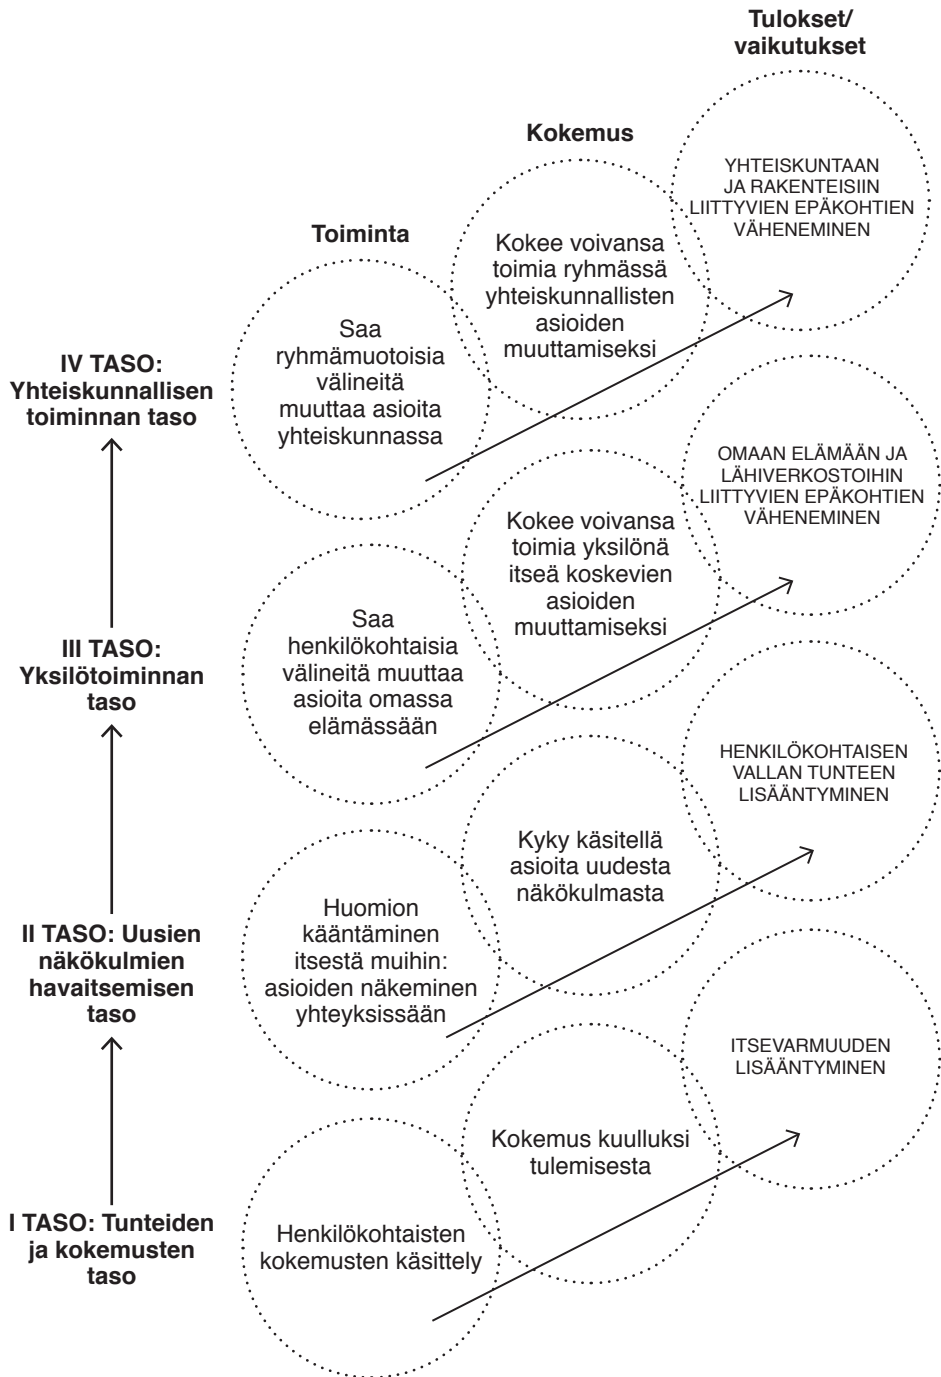 Tulokset/
vaikutukset
Kokemus
Toiminta
YHTEISKUNTAAN
JA RAKENTEISIIN
LIITTYVIEN EPÄKOHTIEN
VÄHENEMINEN
Kokee voivansa
toimia ryhmässä
yhteiskunnallisten
asioiden
muuttamiseksi
Saa
ryhmämuotoisia
välineitä
muuttaa asioita
yhteiskunnassa
IV TASO:
Yhteiskunnallisen
toiminnan taso
OMAAN ELÄMÄÄN JA
LÄHIVERKOSTOIHIN
LIITTYVIEN EPÄKOHTIEN
VÄHENEMINEN
Kokee voivansa
toimia yksilönä
itseä koskevien
asioiden
muuttamiseksi
Saa
henkilökohtaisia
välineitä muuttaa
asioita omassa
elämässään
III TASO:
Yksilötoiminnan
taso
HENKILÖKOHTAISEN
VALLAN TUNTEEN
LISÄÄNTYMINEN
Kyky käsitellä
asioita uudesta
näkökulmasta
Huomion
kääntäminen
itsestä muihin:
asioiden näkeminen
yhteyksissään
II TASO: Uusien
näkökulmien
havaitsemisen
taso
ITSEVARMUUDEN
LISÄÄNTYMINEN
Kokemus kuulluksi
tulemisesta
Henkilökohtaisten
kokemusten käsittely
I TASO: Tunteiden
ja kokemusten
taso